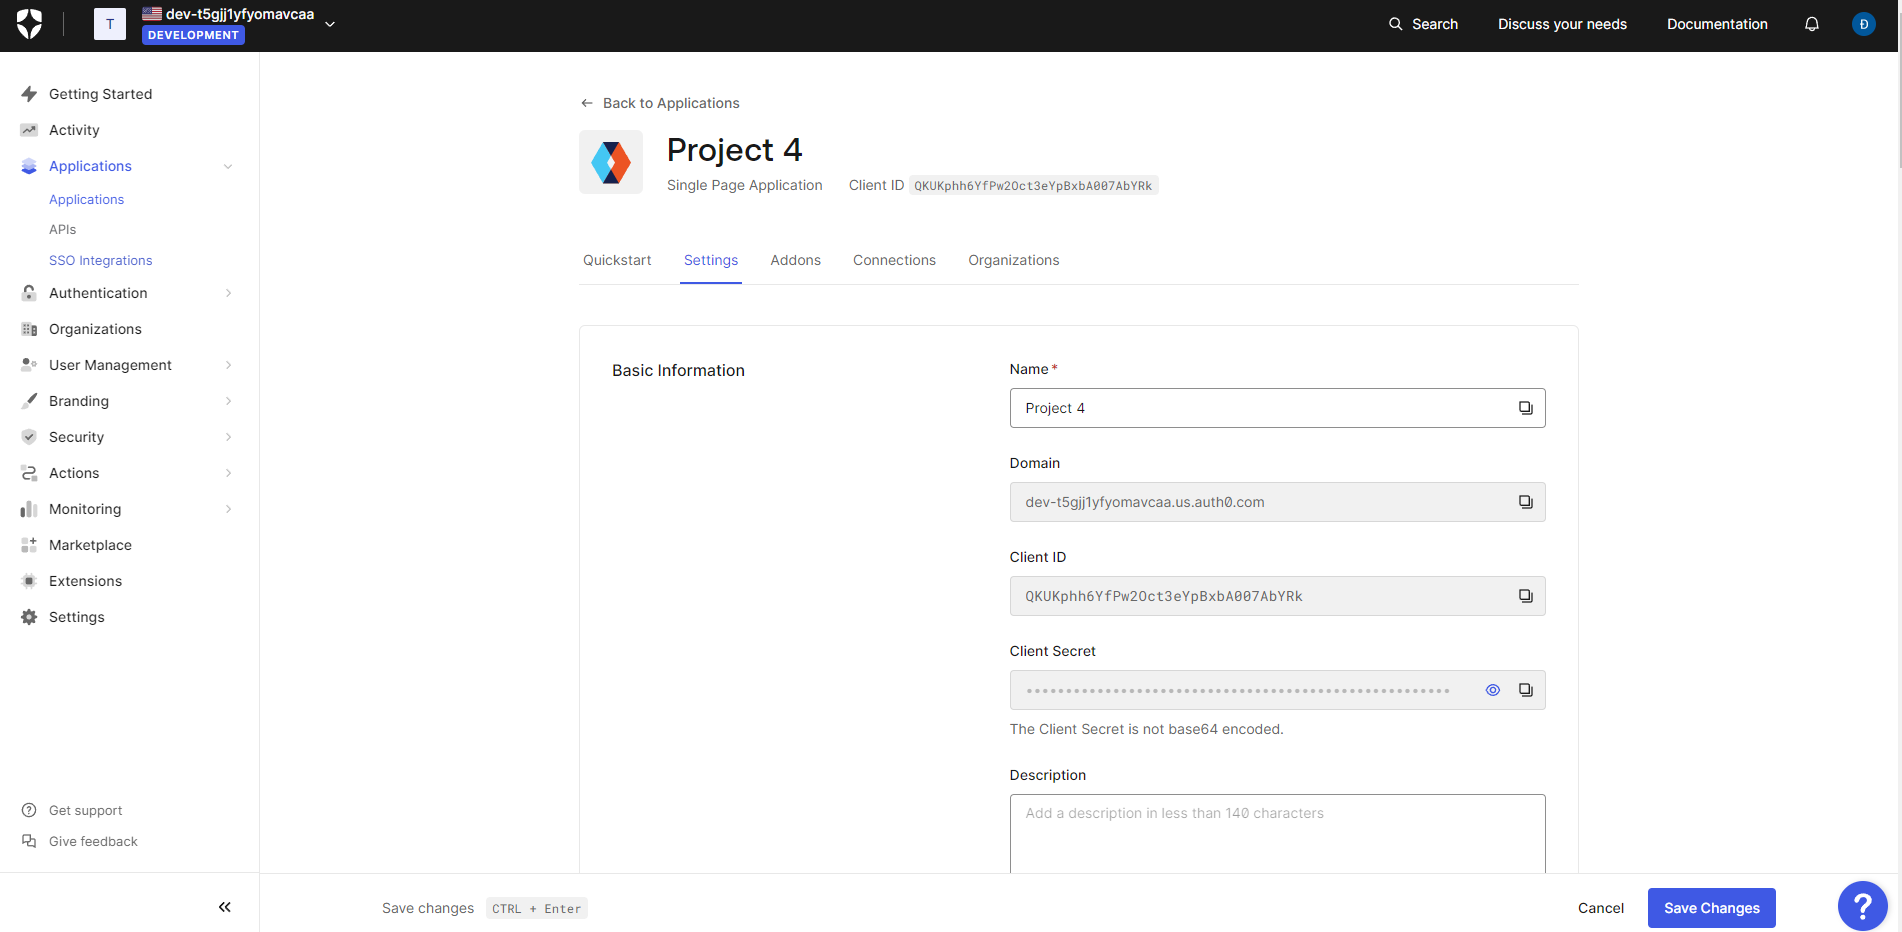 T
dev-t5gjj1yfyomavcaa
DEVELOPMENT
Search
Discuss your needs
Documentation
Đ
Getting Started
Activity
Applications
Applications
APIs
SSO Integrations
Authentication
Organizations
User Management
Branding
Security
Actions
Monitoring
Marketplace
Extensions
Settings
Get support
Give feedback
Back to Applications
Project 4
Single Page Application
Client ID QKUKphh6YfPw2Oct3eYpBxbA007AbYRk
Quickstart
Settings
Addons
Connections
Organizations
Basic Information
Name*
Project 4
Domain
dev-t5gjj1yfyomavcaa.us.auth0.com
Client ID
QKUKphh6YfPw2Oct3eYpBxbA007AbYRk
Client Secret
The Client Secret is not base64 encoded.
Description
Add a description in less than 140 characters
Save changes CTRL + Enter
Cancel
Save Changes
?